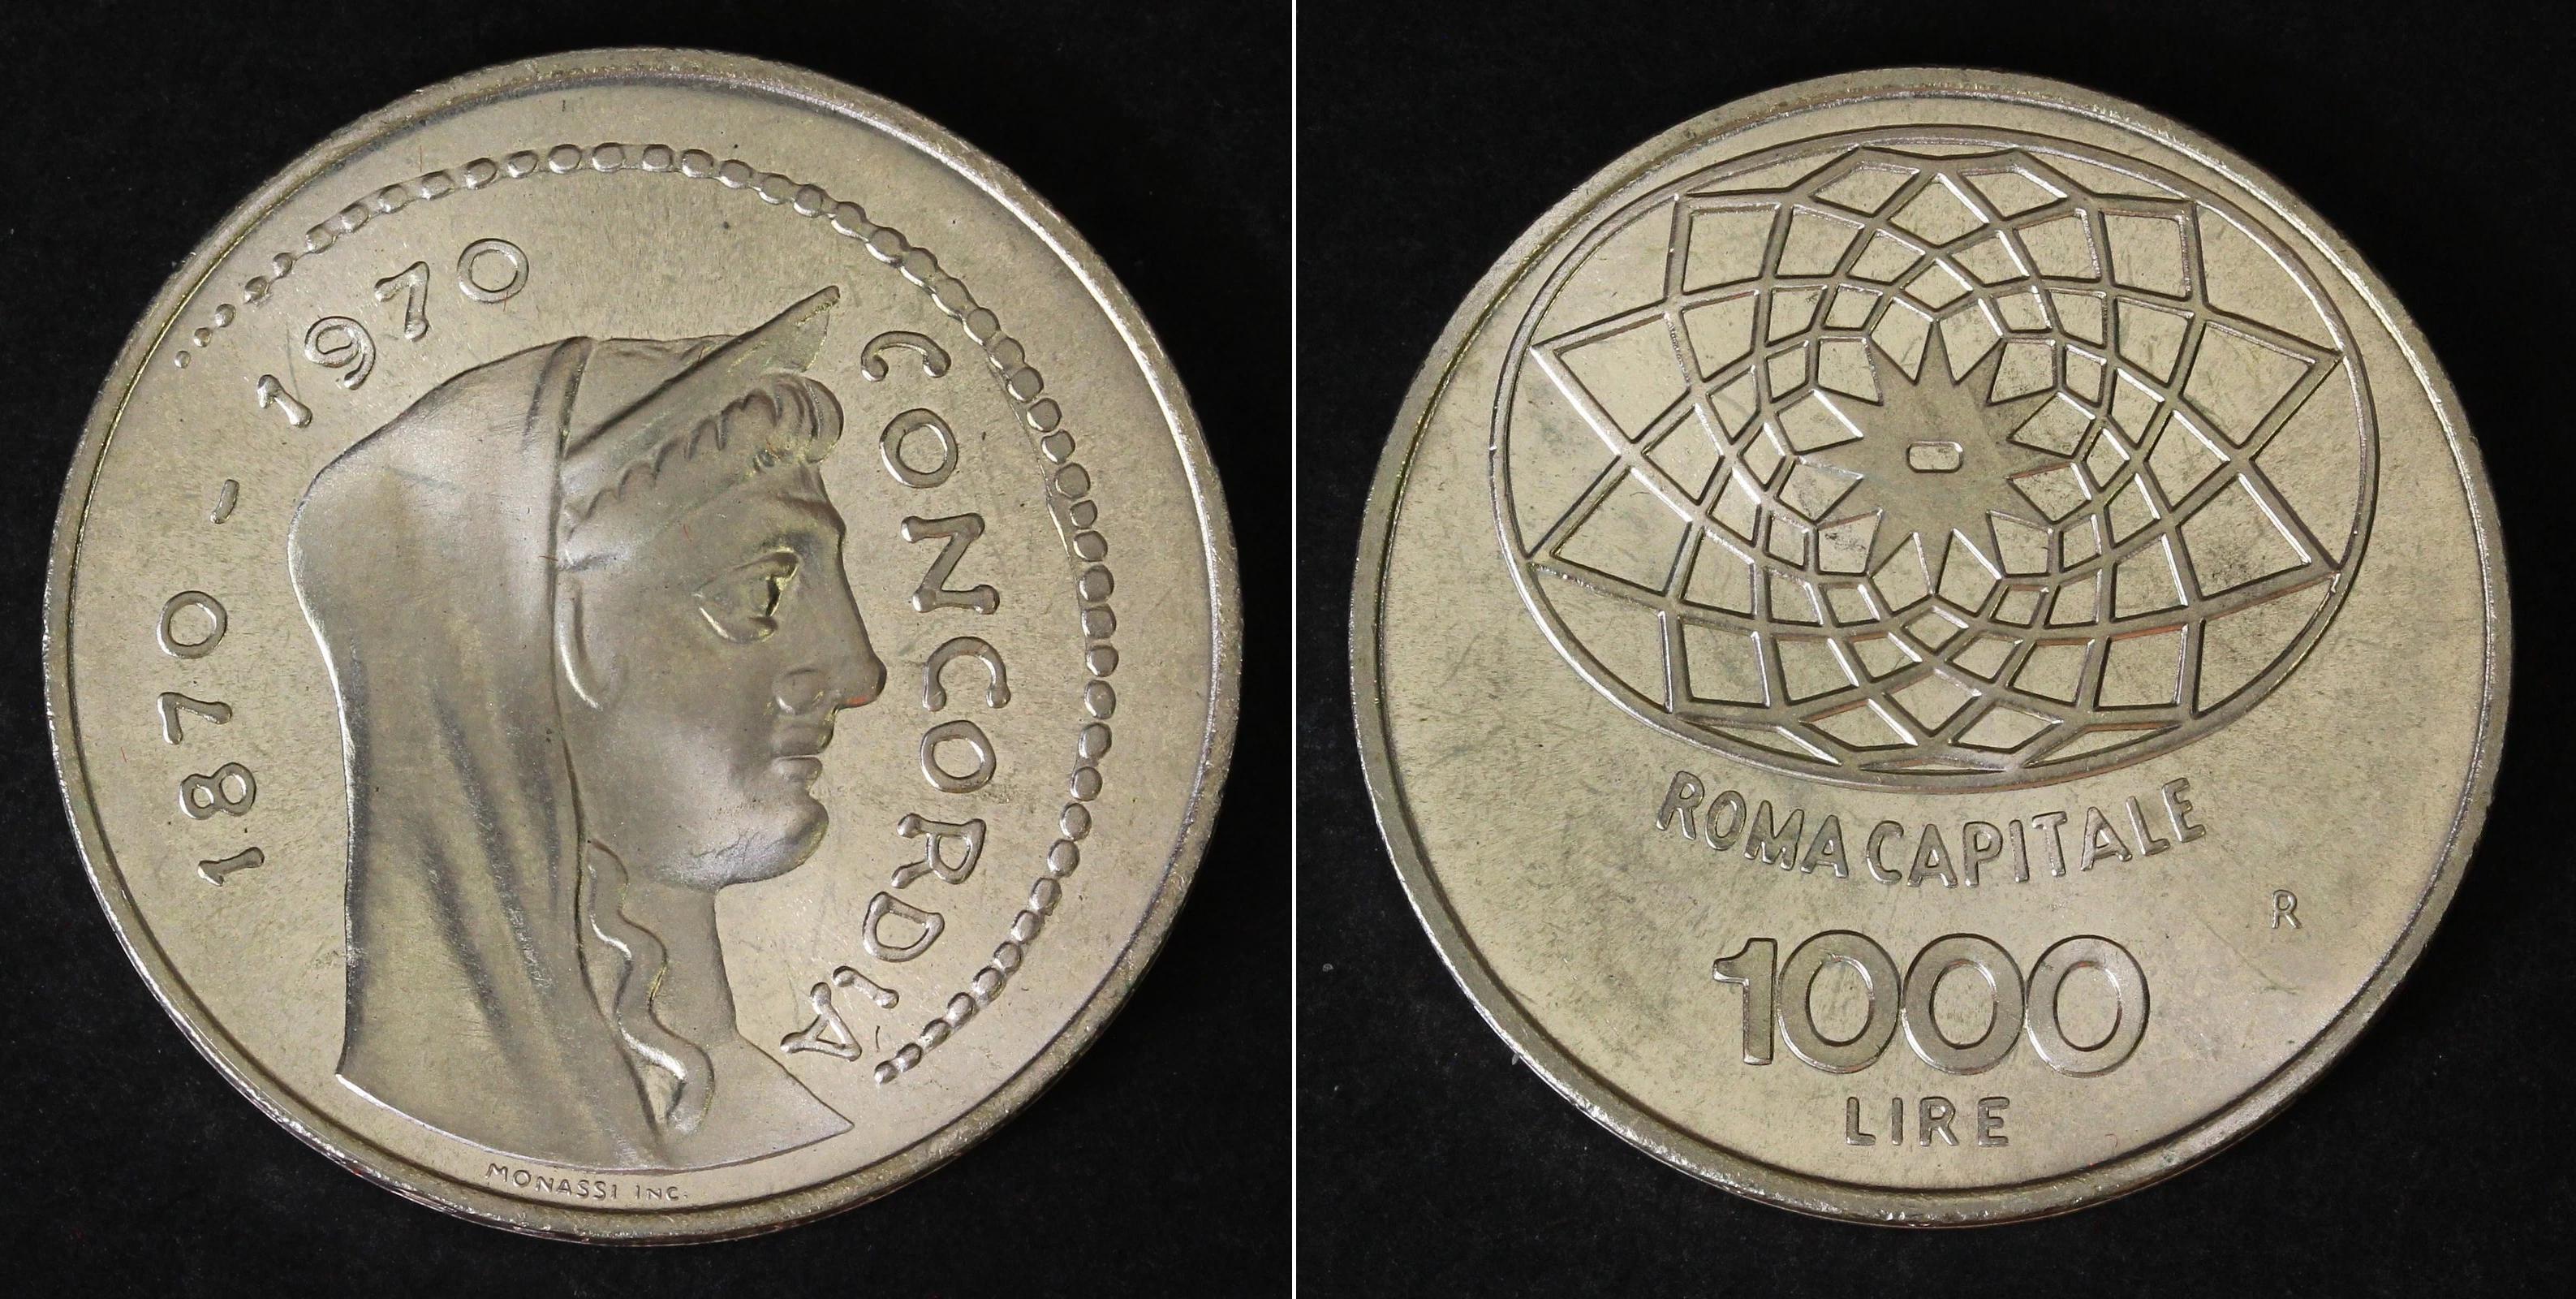 1870 - 1970
CONCORDIA
MONASSI INC.
ROMA CAPITALE
R
1000
LIRE